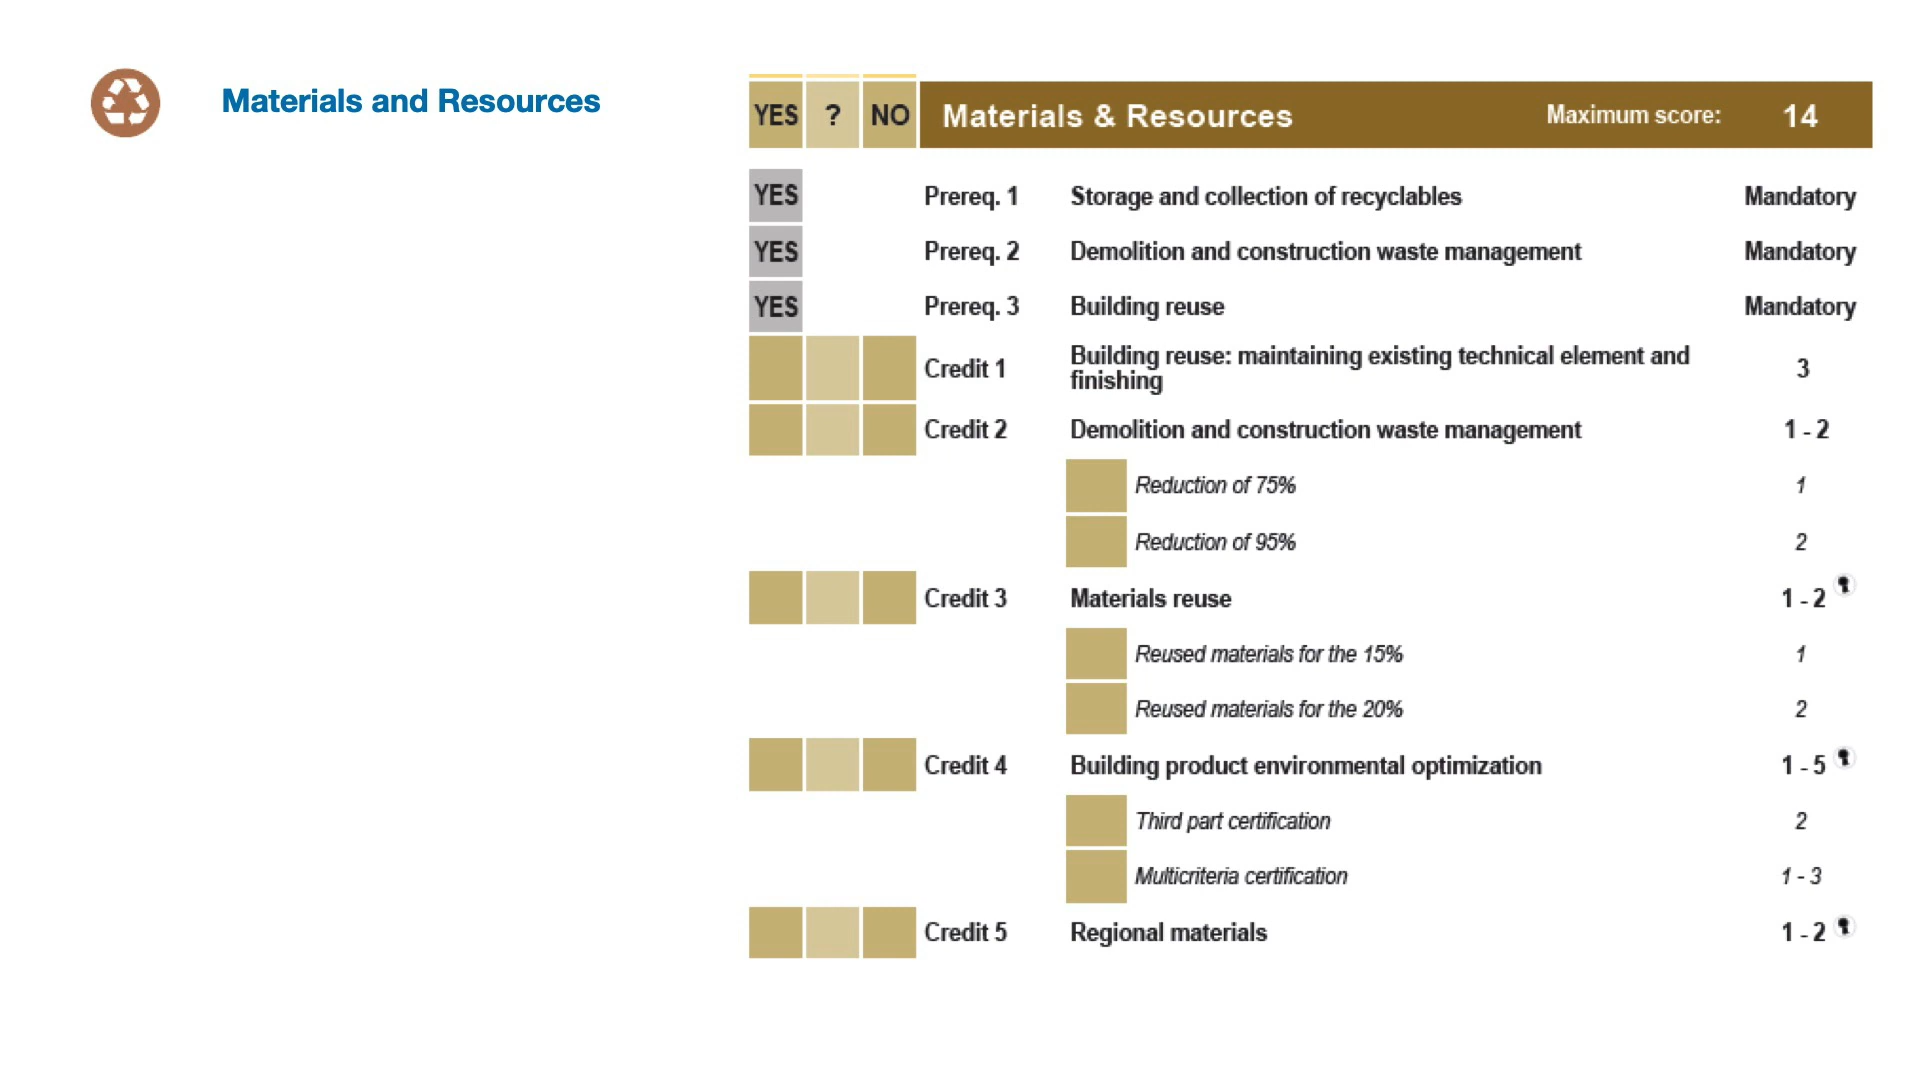 Materials and Resources
YES ? NO Materials & Resources Maximum score: 14
YES Prereq. 1 Storage and collection of recyclables Mandatory
YES Prereq. 2 Demolition and construction waste management Mandatory
YES Prereq. 3 Building reuse Mandatory
Credit 1 Building reuse: maintaining existing technical element and
finishing 3
Credit 2 Demolition and construction waste management 1 - 2
Reduction of 75% 1
Reduction of 95% 2
Credit 3 Materials reuse 1 - 2
Reused materials for the 15% 1
Reused materials for the 20% 2
Credit 4 Building product environmental optimization 1 - 5
Third part certification 2
Multicriteria certification 1 - 3
Credit 5 Regional materials 1 - 2